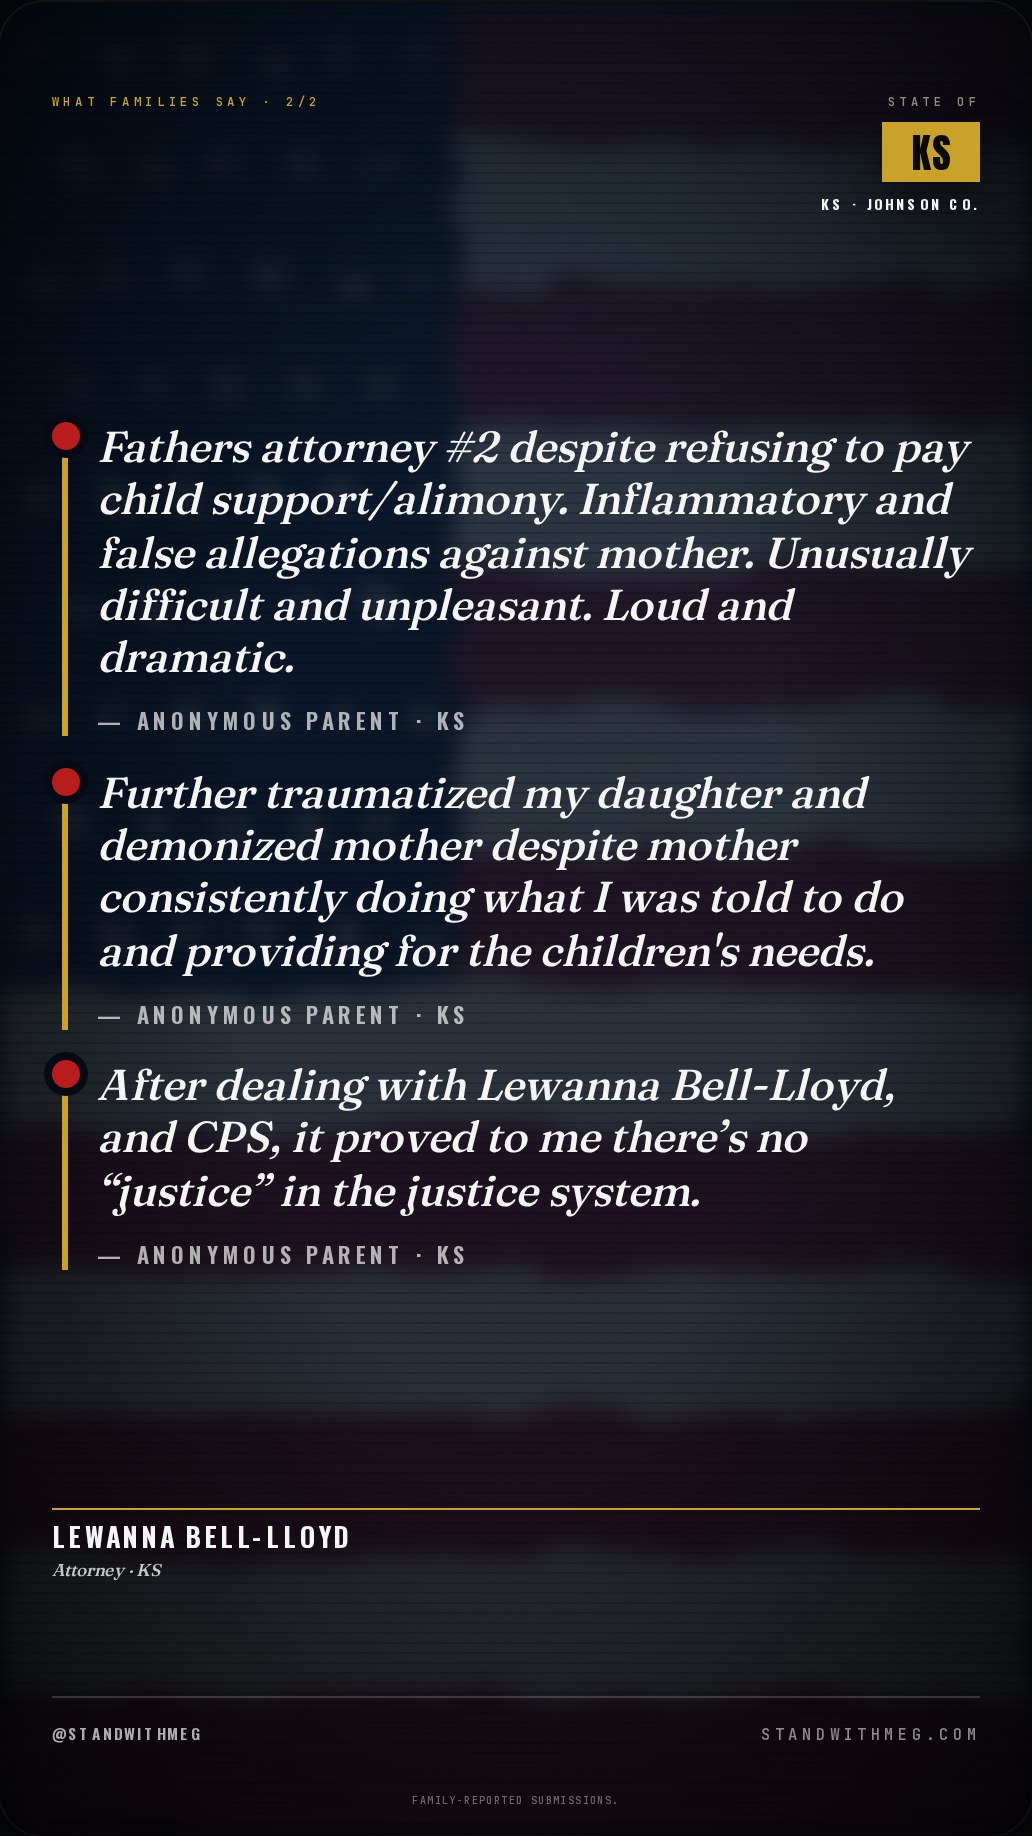 WHAT FAMILIES SAY · 2/2
STATE OF
KS
KS · JOHNSON CO.
Fathers attorney #2 despite refusing to pay
child support/alimony. Inflammatory and
false allegations against mother. Unusually
difficult and unpleasant. Loud and
dramatic.
— ANONYMOUS PARENT · KS
Further traumatized my daughter and
demonized mother despite mother
consistently doing what I was told to do
and providing for the children's needs.
— ANONYMOUS PARENT · KS
After dealing with Lewanna Bell-Lloyd,
and CPS, it proved to me there’s no
“justice” in the justice system.
— ANONYMOUS PARENT · KS
LEWANNA BELL-LLOYD
Attorney · KS
@STANDWITHMEG
STANDWITHMEG.COM
FAMILY-REPORTED SUBMISSIONS.